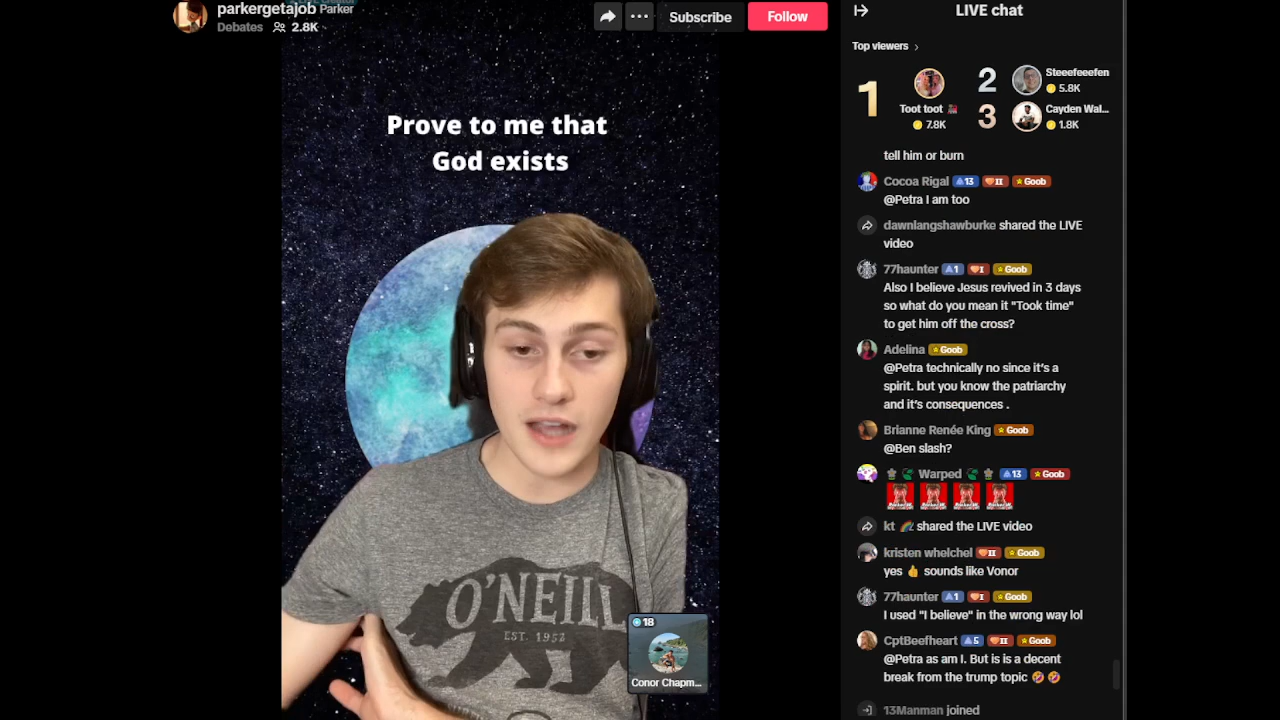 parkergetajob Parker
Debates 2.8K
Subscribe
Follow
Prove to me that
God exists
O'NEILL
EST. 1952
18
Conor Chapm...
LIVE chat
Top viewers >
1
Toot toot
7.8K
2
Steeefeeefen
5.8K
3
Cayden Wal...
1.8K
tell him or burn
Cocoa Rigal 13 II Goob
@Petra I am too
dawnlangshawburke shared the LIVE
video
77haunter 1 I Goob
Also I believe Jesus revived in 3 days
so what do you mean it "Took time"
to get him off the cross?
Adelina Goob
@Petra technically no since it's a
spirit. but you know the patriarchy
and it's consequences .
Brianne Renée King Goob
@Ben slash?
Warped 13 Goob
kt 🌈 shared the LIVE video
kristen whelchel II Goob
yes 👍 sounds like Vonor
77haunter 1 I Goob
I used "I believe" in the wrong way lol
CptBeefheart 5 II Goob
@Petra as am I. But is is a decent
break from the trump topic 🤣 🤣
13Manman joined